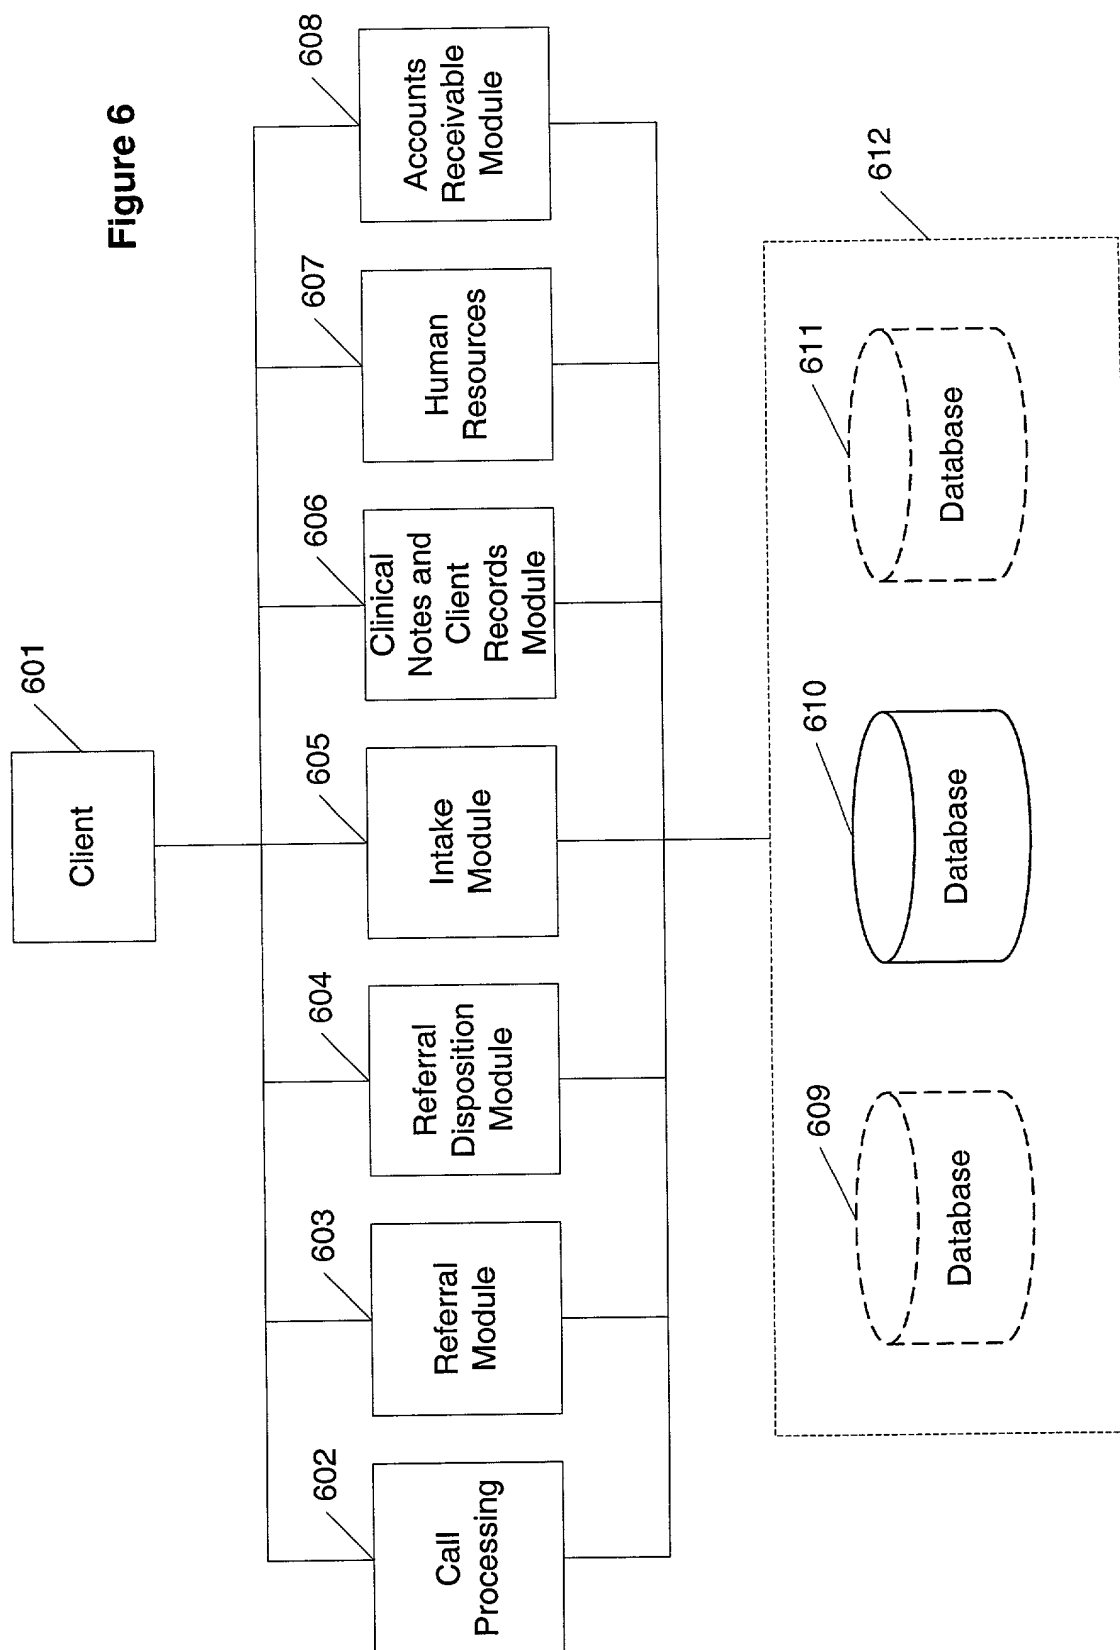 Figure 6
601
Client
602
Call
Processing
603
Referral
Module
604
Referral
Disposition
Module
605
Intake
Module
606
Clinical
Notes and
Client
Records
Module
607
Human
Resources
608
Accounts
Receivable
Module
609
Database
610
Database
611
Database
612